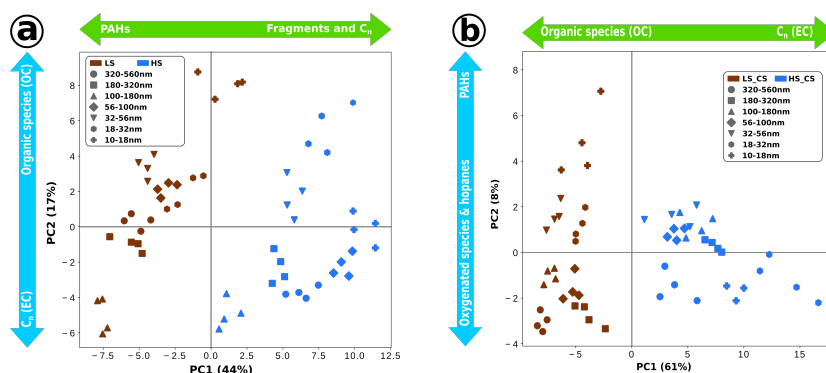 a
PAHs
Fragments and Cn
Organic species (OC)
Cn (EC)
LS HS
320-560nm
180-320nm
100-180nm
56-100nm
32-56nm
18-32nm
10-18nm
PC2 (17%)
8
6
4
2
0
−2
−4
−6
−7.5 −5.0 −2.5 0.0 2.5 5.0 7.5 10.0 12.5
PC1 (44%)
b
Organic species (OC)
Cn (EC)
PAHs
Oxygenated species & hopanes
LS_CS HS_CS
320-560nm
180-320nm
100-180nm
56-100nm
32-56nm
18-32nm
10-18nm
PC2 (8%)
8
6
4
2
0
−2
−4
−5 0 5 10 15
PC1 (61%)